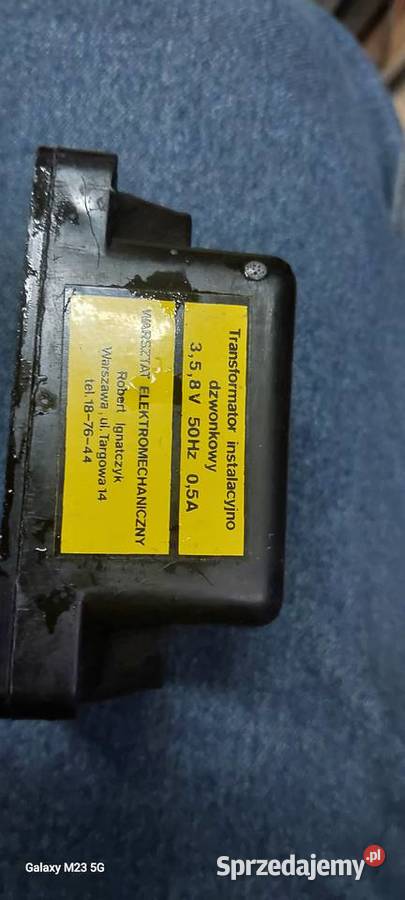 Transformator instalacyjno
dzwonkowy
3,5,8V 50Hz 0,5A
WARSZTAT ELEKTROMECHANICZNY
Robert Ignatczyk
Warszawa, ul. Targowa 14
tel. 18-76-44
Galaxy M23 5G
Sprzedajemy.pl